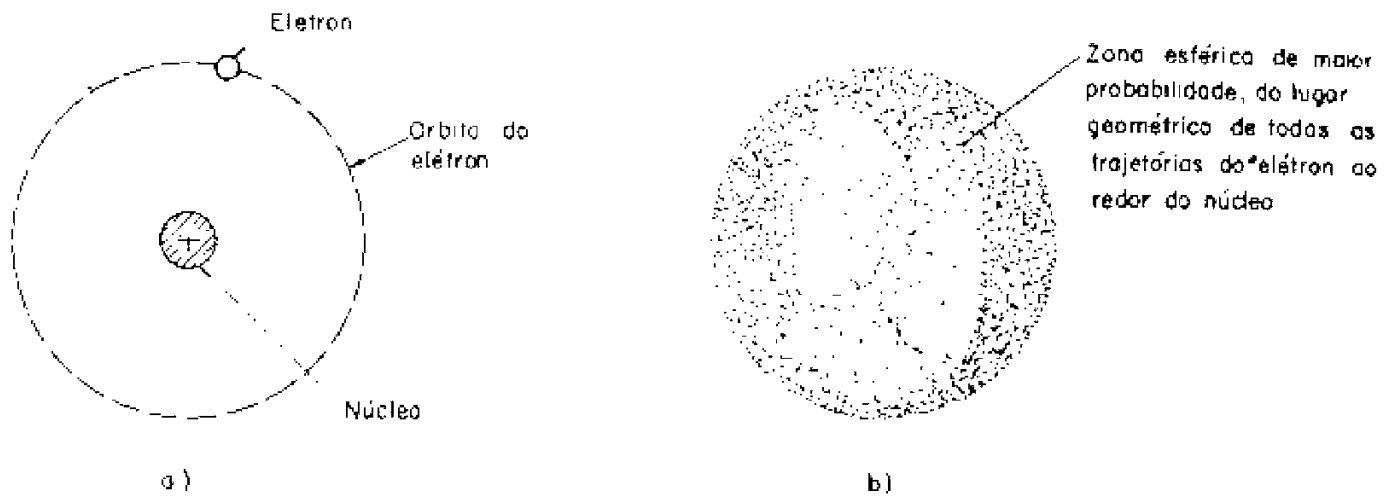 Eletron
Orbita do
elétron
Núcleo
a)
Zona esférica de maior
probabilidade, do lugar
geométrico de todas as
trajetórias do elétron ao
redor do núcleo
b)